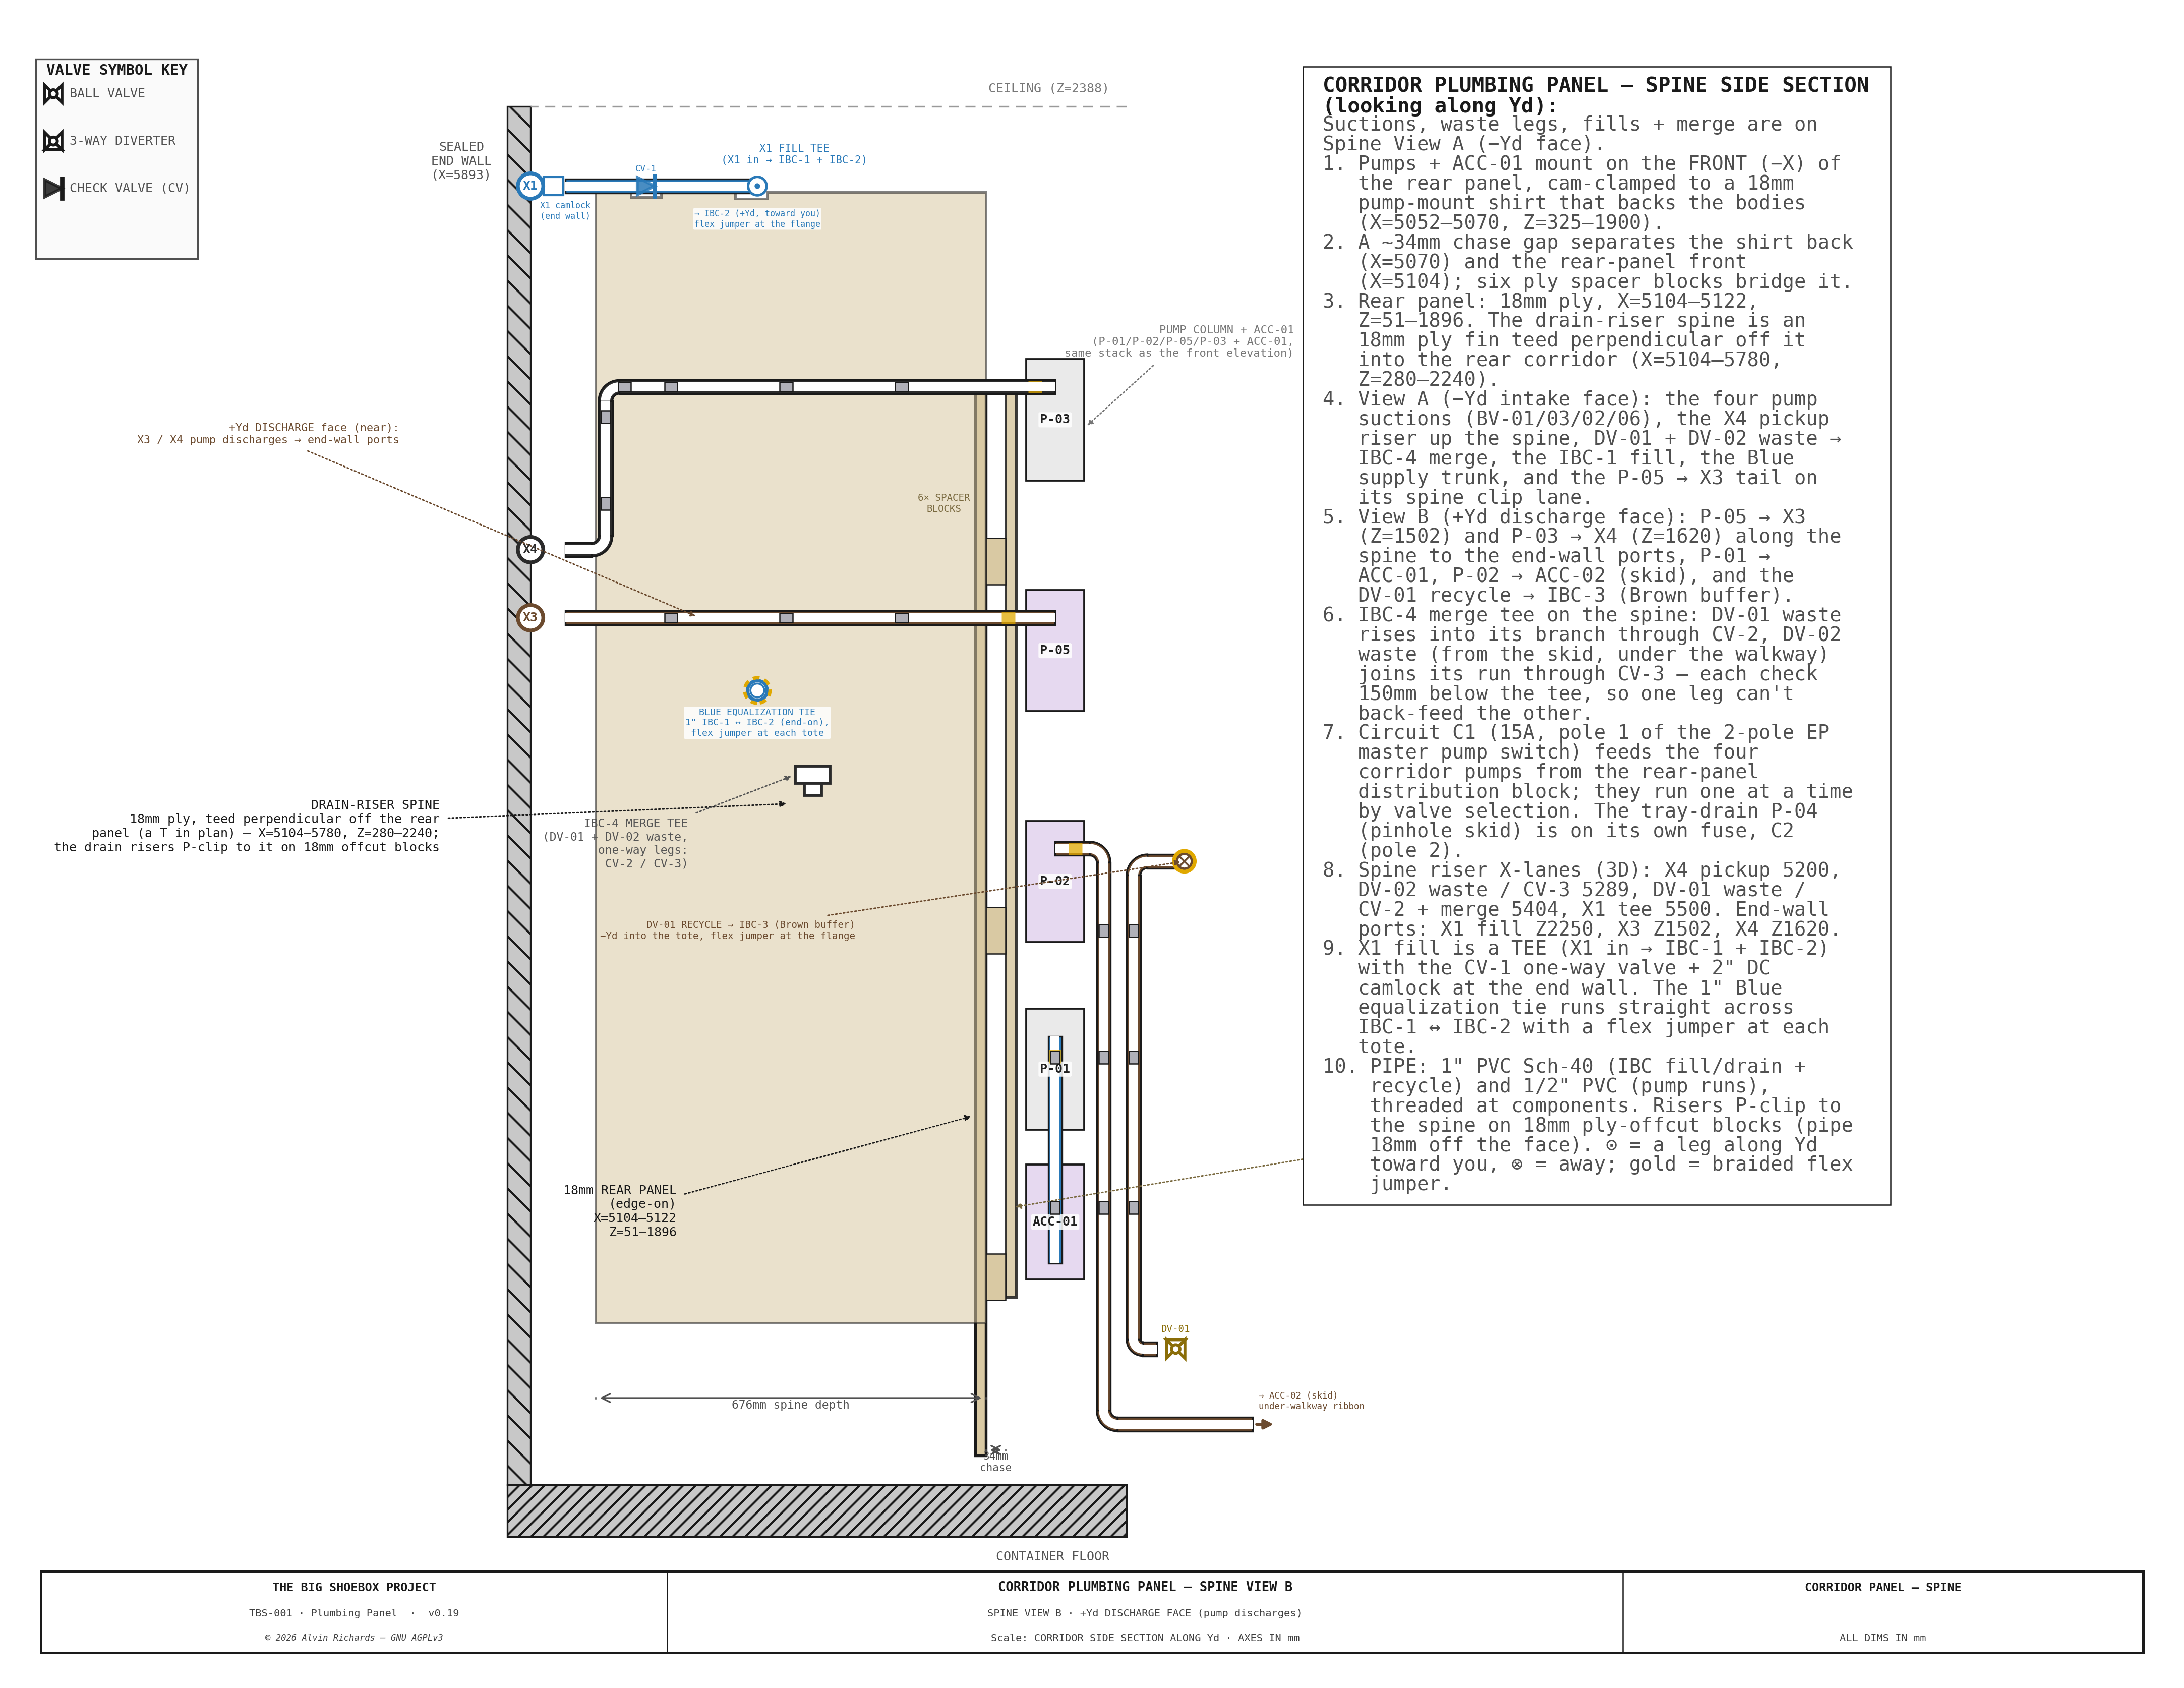 VALVE SYMBOL KEY
BALL VALVE
3-WAY DIVERTER
CHECK VALVE (CV)
CEILING (Z=2388)
SEALED
END WALL
(X=5893)
X1 FILL TEE
(X1 in → IBC-1 + IBC-2)
CV-1
X1
X1 camlock
(end wall)
→ IBC-2 (+Yd, toward you)
flex jumper at the flange
PUMP COLUMN + ACC-01
(P-01/P-02/P-05/P-03 + ACC-01,
same stack as the front elevation)
P-03
+Yd DISCHARGE face (near):
X3 / X4 pump discharges → end-wall ports
6× SPACER
BLOCKS
X4
X3
P-05
BLUE EQUALIZATION TIE
1" IBC-1 ↔ IBC-2 (end-on),
flex jumper at each tote
DRAIN-RISER SPINE
18mm ply, teed perpendicular off the rear
panel (a T in plan) — X=5104–5780, Z=280–2240;
the drain risers P-clip to it on 18mm offcut blocks
IBC-4 MERGE TEE
(DV-01 + DV-02 waste,
one-way legs:
CV-2 / CV-3)
P-02
DV-01 RECYCLE → IBC-3 (Brown buffer)
−Yd into the tote, flex jumper at the flange
P-01
18mm REAR PANEL
(edge-on)
X=5104–5122
Z=51–1896
ACC-01
DV-01
→ ACC-02 (skid)
under-walkway ribbon
676mm spine depth
34mm
chase
CONTAINER FLOOR
CORRIDOR PLUMBING PANEL — SPINE SIDE SECTION
(looking along Yd):
Suctions, waste legs, fills + merge are on
Spine View A (−Yd face).
1. Pumps + ACC-01 mount on the FRONT (−X) of
the rear panel, cam-clamped to a 18mm
pump-mount shirt that backs the bodies
(X=5052–5070, Z=325–1900).
2. A ~34mm chase gap separates the shirt back
(X=5070) and the rear-panel front
(X=5104); six ply spacer blocks bridge it.
3. Rear panel: 18mm ply, X=5104–5122,
Z=51–1896. The drain-riser spine is an
18mm ply fin teed perpendicular off it
into the rear corridor (X=5104–5780,
Z=280–2240).
4. View A (−Yd intake face): the four pump
suctions (BV-01/03/02/06), the X4 pickup
riser up the spine, DV-01 + DV-02 waste →
IBC-4 merge, the IBC-1 fill, the Blue
supply trunk, and the P-05 → X3 tail on
its spine clip lane.
5. View B (+Yd discharge face): P-05 → X3
(Z=1502) and P-03 → X4 (Z=1620) along the
spine to the end-wall ports, P-01 →
ACC-01, P-02 → ACC-02 (skid), and the
DV-01 recycle → IBC-3 (Brown buffer).
6. IBC-4 merge tee on the spine: DV-01 waste
rises into its branch through CV-2, DV-02
waste (from the skid, under the walkway)
joins its run through CV-3 — each check
150mm below the tee, so one leg can't
back-feed the other.
7. Circuit C1 (15A, pole 1 of the 2-pole EP
master pump switch) feeds the four
corridor pumps from the rear-panel
distribution block; they run one at a time
by valve selection. The tray-drain P-04
(pinhole skid) is on its own fuse, C2
(pole 2).
8. Spine riser X-lanes (3D): X4 pickup 5200,
DV-02 waste / CV-3 5289, DV-01 waste /
CV-2 + merge 5404, X1 tee 5500. End-wall
ports: X1 fill Z2250, X3 Z1502, X4 Z1620.
9. X1 fill is a TEE (X1 in → IBC-1 + IBC-2)
with the CV-1 one-way valve + 2" DC
camlock at the end wall. The 1" Blue
equalization tie runs straight across
IBC-1 ↔ IBC-2 with a flex jumper at each
tote.
10. PIPE: 1" PVC Sch-40 (IBC fill/drain +
recycle) and 1/2" PVC (pump runs),
threaded at components. Risers P-clip to
the spine on 18mm ply-offcut blocks (pipe
18mm off the face). ⊙ = a leg along Yd
toward you, ⊗ = away; gold = braided flex
jumper.
THE BIG SHOEBOX PROJECT
TBS-001 · Plumbing Panel · v0.19
© 2026 Alvin Richards — GNU AGPLv3
CORRIDOR PLUMBING PANEL — SPINE VIEW B
SPINE VIEW B · +Yd DISCHARGE FACE (pump discharges)
Scale: CORRIDOR SIDE SECTION ALONG Yd · AXES IN mm
CORRIDOR PANEL — SPINE
ALL DIMS IN mm